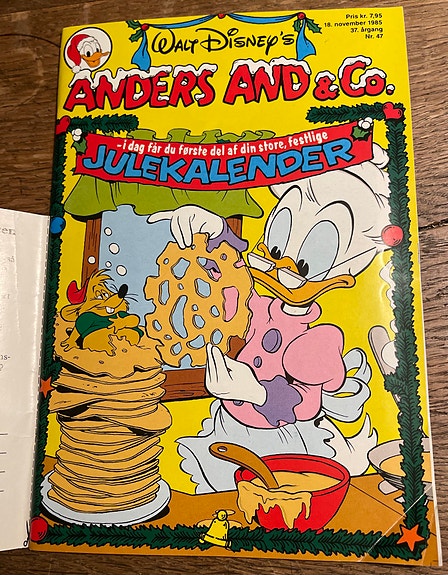 Pris kr. 7,95
18. november 1985
37. årgang
Nr. 47
WALT DISNEY'S
ANDERS AND & Co.
-i dag får du første del af din store, festlige
JULEKALENDER